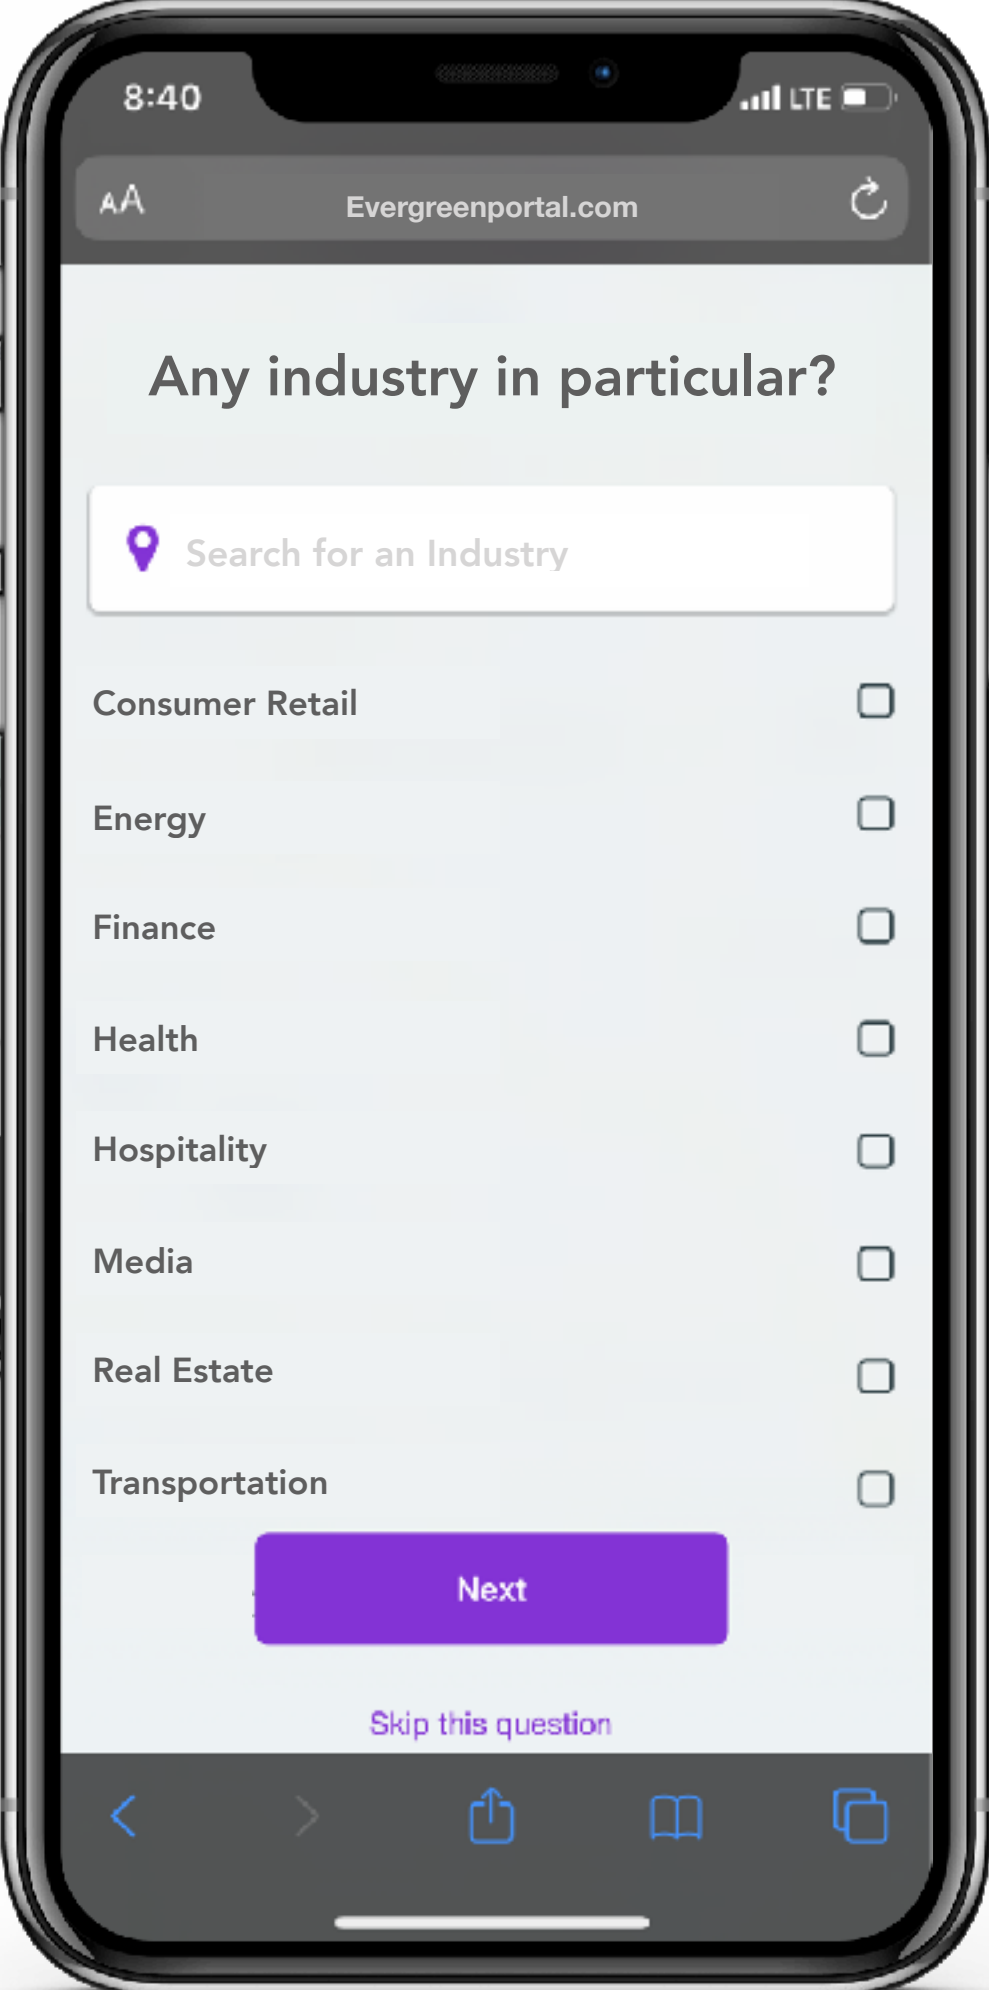 8:40
LTE
AA
Evergreenportal.com
Any industry in particular?
Search for an Industry
Consumer Retail
Energy
Finance
Health
Hospitality
Media
Real Estate
Transportation
Next
Skip this question